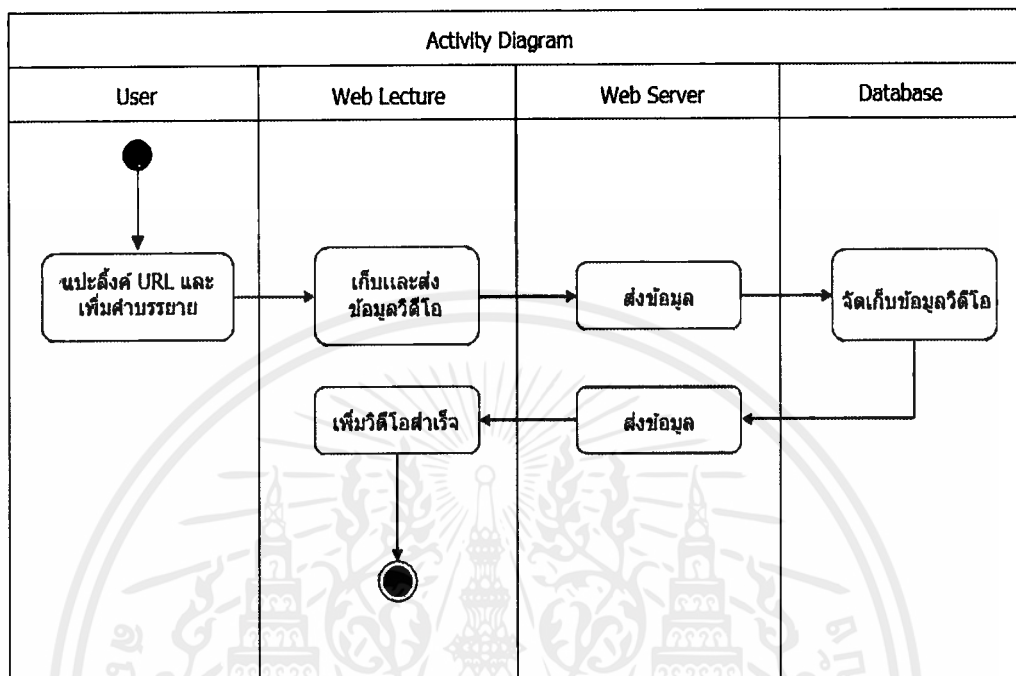 Activity Diagram
User
Web Lecture
Web Server
Database
แปะลิ้งค์ URL และ
เพิ่มคำบรรยาย
เก็บและส่ง
ข้อมูลวิดีโอ
ส่งข้อมูล
จัดเก็บข้อมูลวิดีโอ
เพิ่มวิดีโอสำเร็จ
ส่งข้อมูล